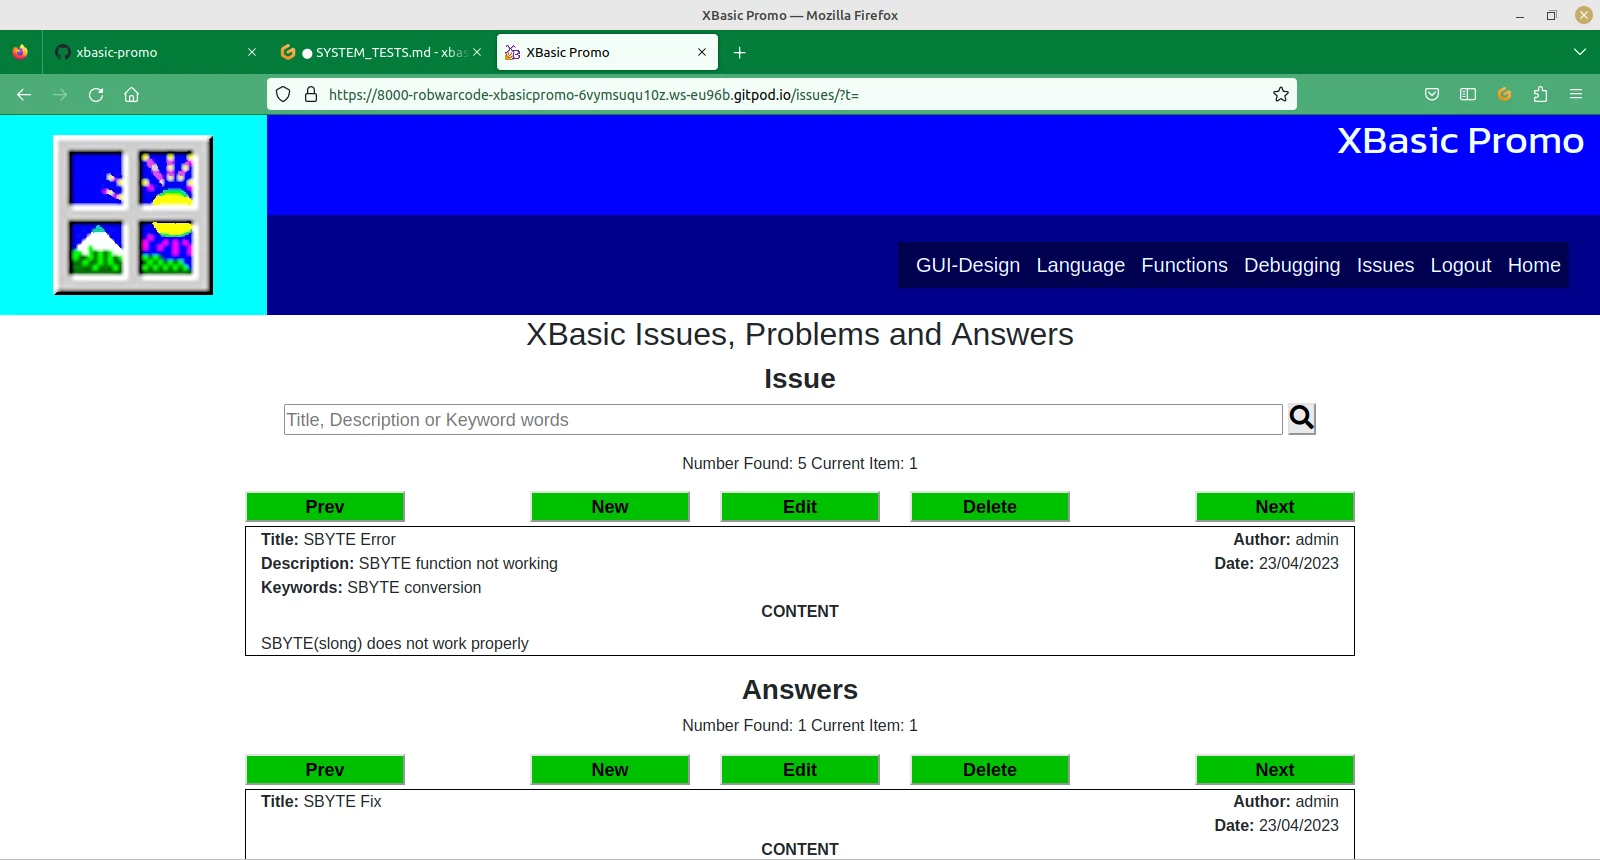 XBasic Promo — Mozilla Firefox
xbasic-promo
● SYSTEM_TESTS.md - xbas
XBasic Promo
https://8000-robwarcode-xbasicpromo-6vymsuqu10z.ws-eu96b.gitpod.io/issues/?t=
XBasic Promo
GUI-Design Language Functions Debugging Issues Logout Home
XBasic Issues, Problems and Answers
Issue
Title, Description or Keyword words
Number Found: 5 Current Item: 1
Prev New Edit Delete Next
Title: SBYTE Error Author: admin
Description: SBYTE function not working Date: 23/04/2023
Keywords: SBYTE conversion
CONTENT
SBYTE(slong) does not work properly
Answers
Number Found: 1 Current Item: 1
Prev New Edit Delete Next
Title: SBYTE Fix Author: admin
Date: 23/04/2023
CONTENT